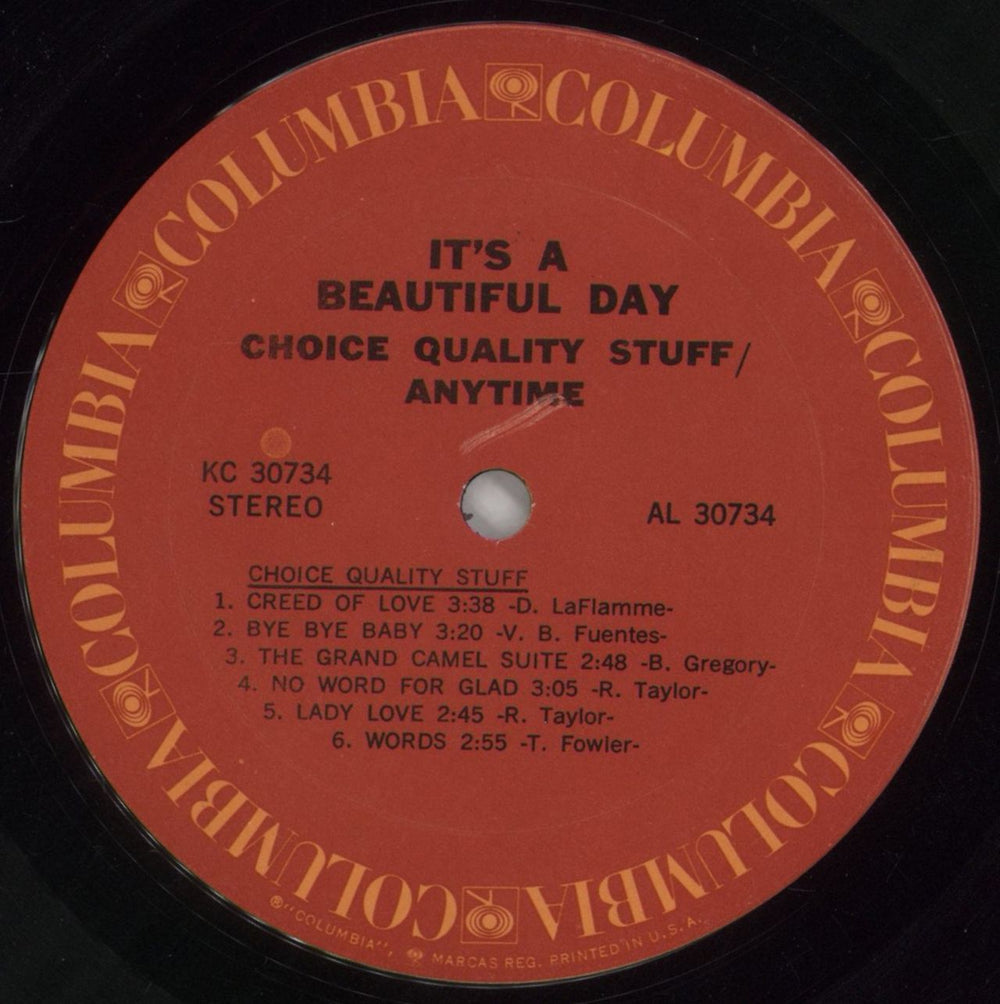 COLUMBIA COLUMBIA COLUMBIA COLUMBIA COLUMBIA COLUMBIA
IT'S A
BEAUTIFUL DAY
CHOICE QUALITY STUFF/
ANYTIME
KC 30734
STEREO
AL 30734
CHOICE QUALITY STUFF
1. CREED OF LOVE 3:38 -D. LaFlamme-
2. BYE BYE BABY 3:20 -V. B. Fuentes-
3. THE GRAND CAMEL SUITE 2:48 -B. Gregory-
4. NO WORD FOR GLAD 3:05 -R. Taylor-
5. LADY LOVE 2:45 -R. Taylor-
6. WORDS 2:55 -T. Fowler-
®"COLUMBIA", MARCAS REG. PRINTED IN U.S.A.